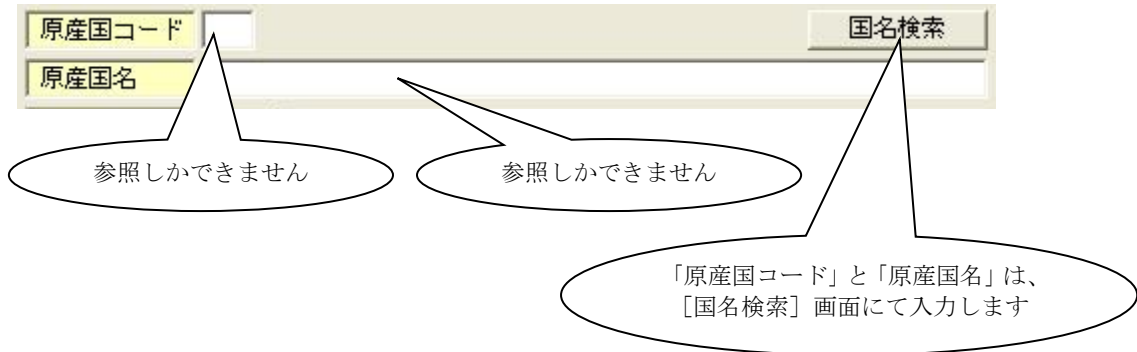 原産国コード
国名検索
原産国名
参照しかできません
参照しかできません
「原産国コード」と「原産国名」は、
［国名検索］画面にて入力します